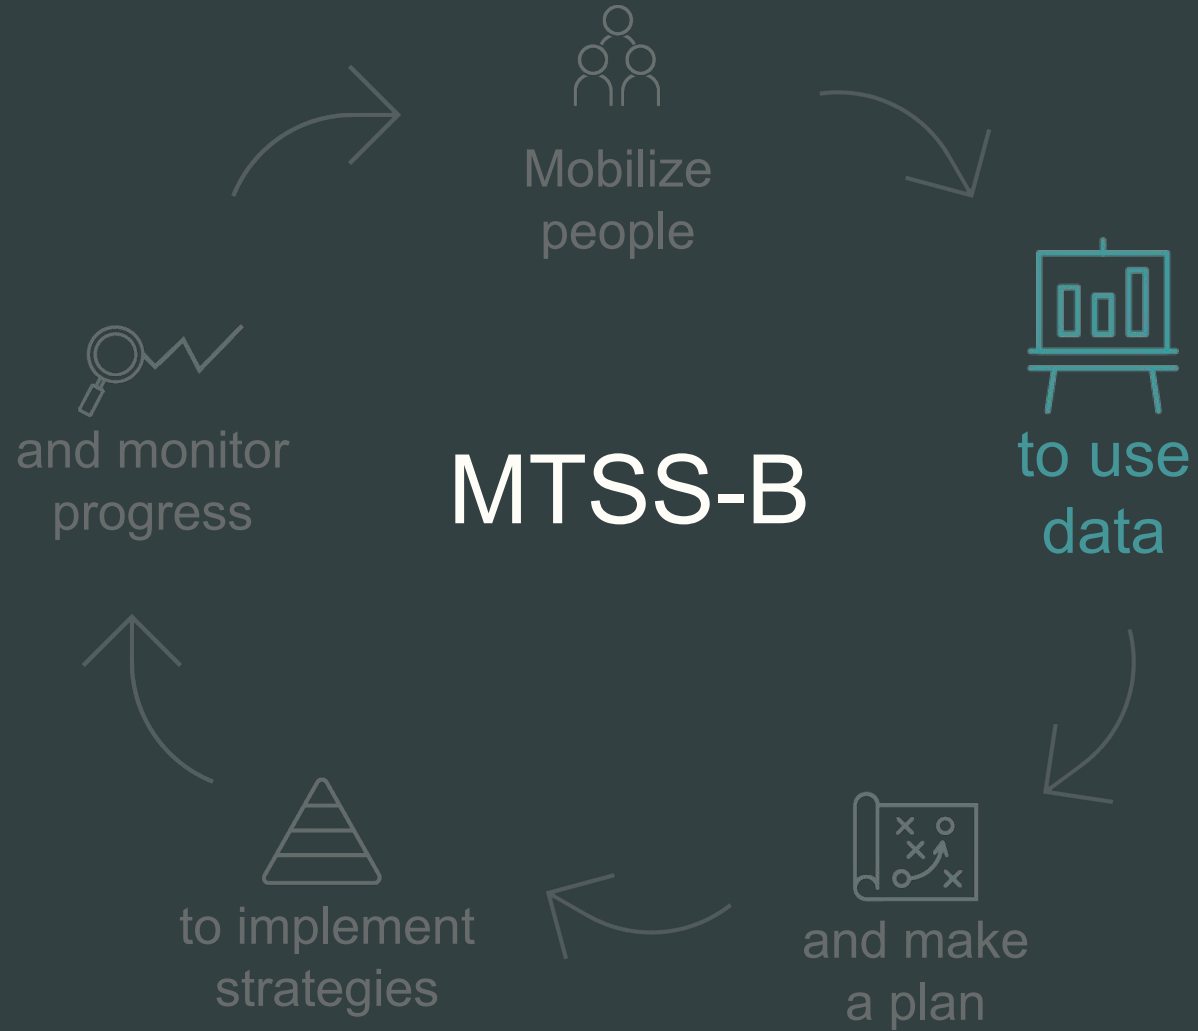 Mobilize
people
to use
data
and make
a plan
to implement
strategies
and monitor
progress
MTSS-B